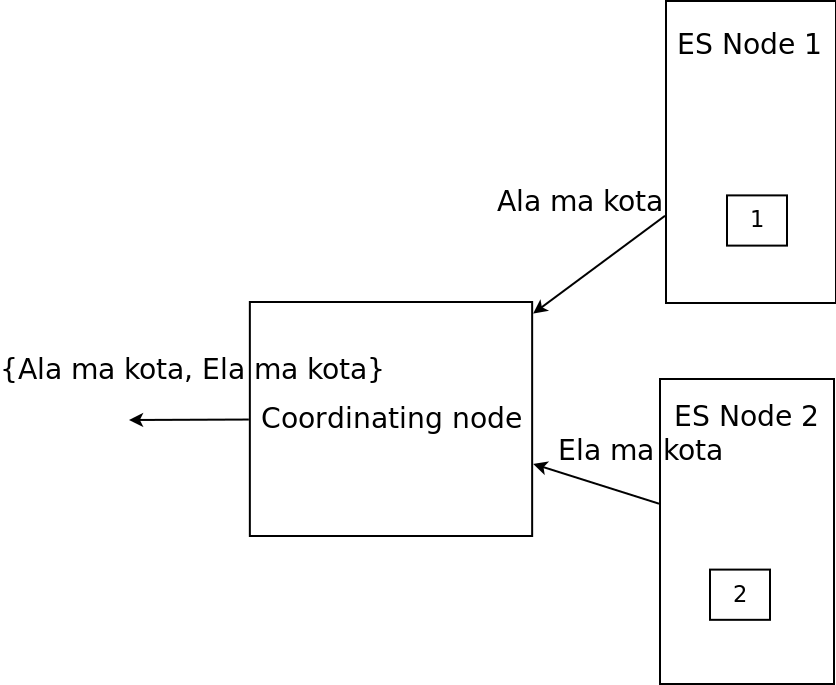 ES Node 1
Ala ma kota
1
{Ala ma kota, Ela ma kota}
Coordinating node
ES Node 2
Ela ma kota
2